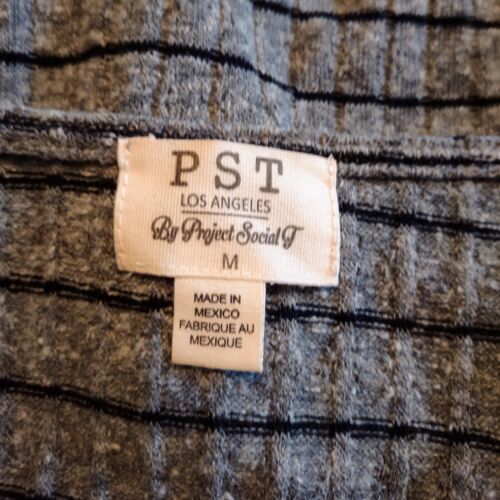 PST
LOS ANGELES
By Project Social T
M
MADE IN
MEXICO
FABRIQUE AU
MEXIQUE